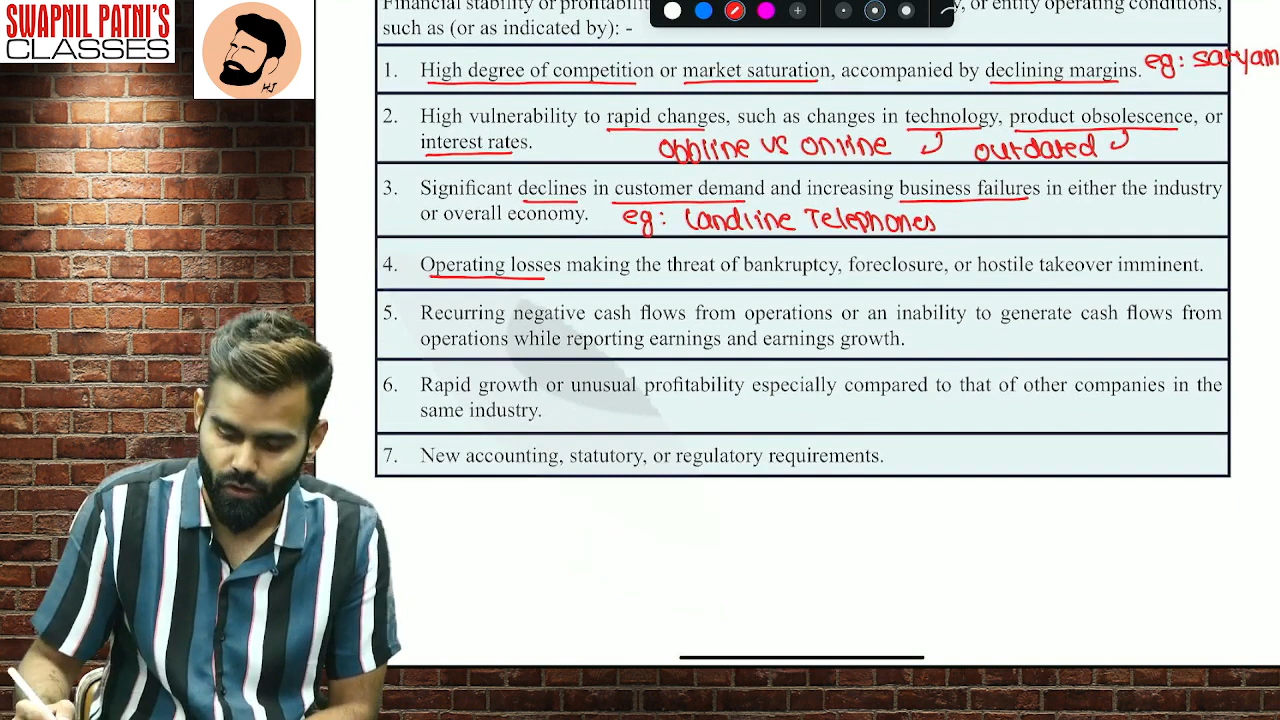 SWAPNIL PATNI'S
CLASSES
HJ
Financial stability or profitabilit
y, or entity operating conditions,
such as (or as indicated by): -
1. High degree of competition or market saturation, accompanied by declining margins. eg: satyam
2. High vulnerability to rapid changes, such as changes in technology, product obsolescence, or
interest rates. offline vs online outdated
3. Significant declines in customer demand and increasing business failures in either the industry
or overall economy. eg: Landline Telephones
4. Operating losses making the threat of bankruptcy, foreclosure, or hostile takeover imminent.
5. Recurring negative cash flows from operations or an inability to generate cash flows from
operations while reporting earnings and earnings growth.
6. Rapid growth or unusual profitability especially compared to that of other companies in the
same industry.
7. New accounting, statutory, or regulatory requirements.